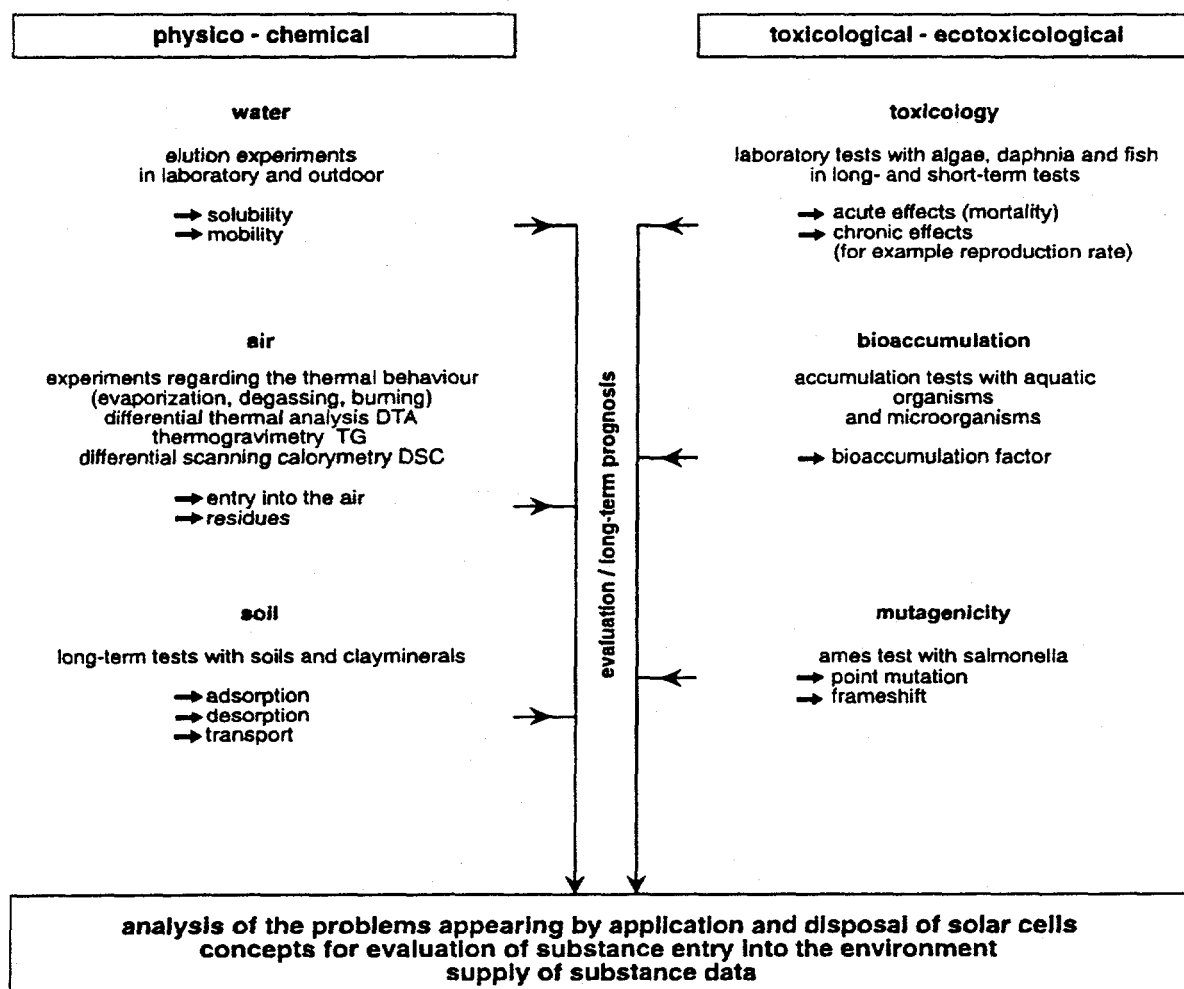 physico - chemical
water
elution experiments
in laboratory and outdoor
→ solubility
→ mobility
air
experiments regarding the thermal behaviour
(evaporization, degassing, burning)
differential thermal analysis DTA
thermogravimetry TG
differential scanning calorymetry DSC
→ entry into the air
→ residues
soil
long-term tests with soils and clayminerals
→ adsorption
→ desorption
→ transport
evaluation / long-term prognosis
toxicological - ecotoxicological
toxicology
laboratory tests with algae, daphnia and fish
in long- and short-term tests
→ acute effects (mortality)
→ chronic effects
(for example reproduction rate)
bioaccumulation
accumulation tests with aquatic
organisms
and microorganisms
→ bioaccumulation factor
mutagenicity
ames test with salmonella
→ point mutation
→ frameshift
analysis of the problems appearing by application and disposal of solar cells
concepts for evaluation of substance entry into the environment
supply of substance data